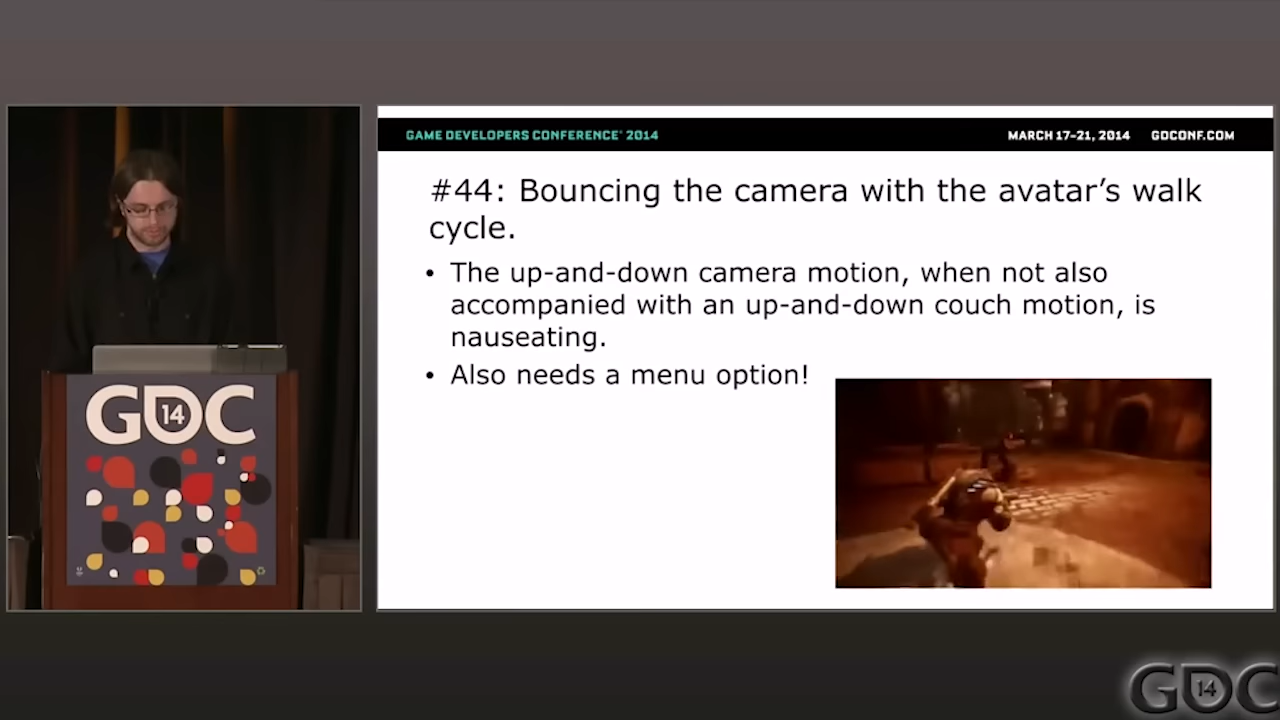 GAME DEVELOPERS CONFERENCE® 2014
MARCH 17–21, 2014 GDCONF.COM
#44: Bouncing the camera with the avatar’s walk
cycle.
• The up-and-down camera motion, when not also
accompanied with an up-and-down couch motion, is
nauseating.
• Also needs a menu option!
GDC
14
GDC
14